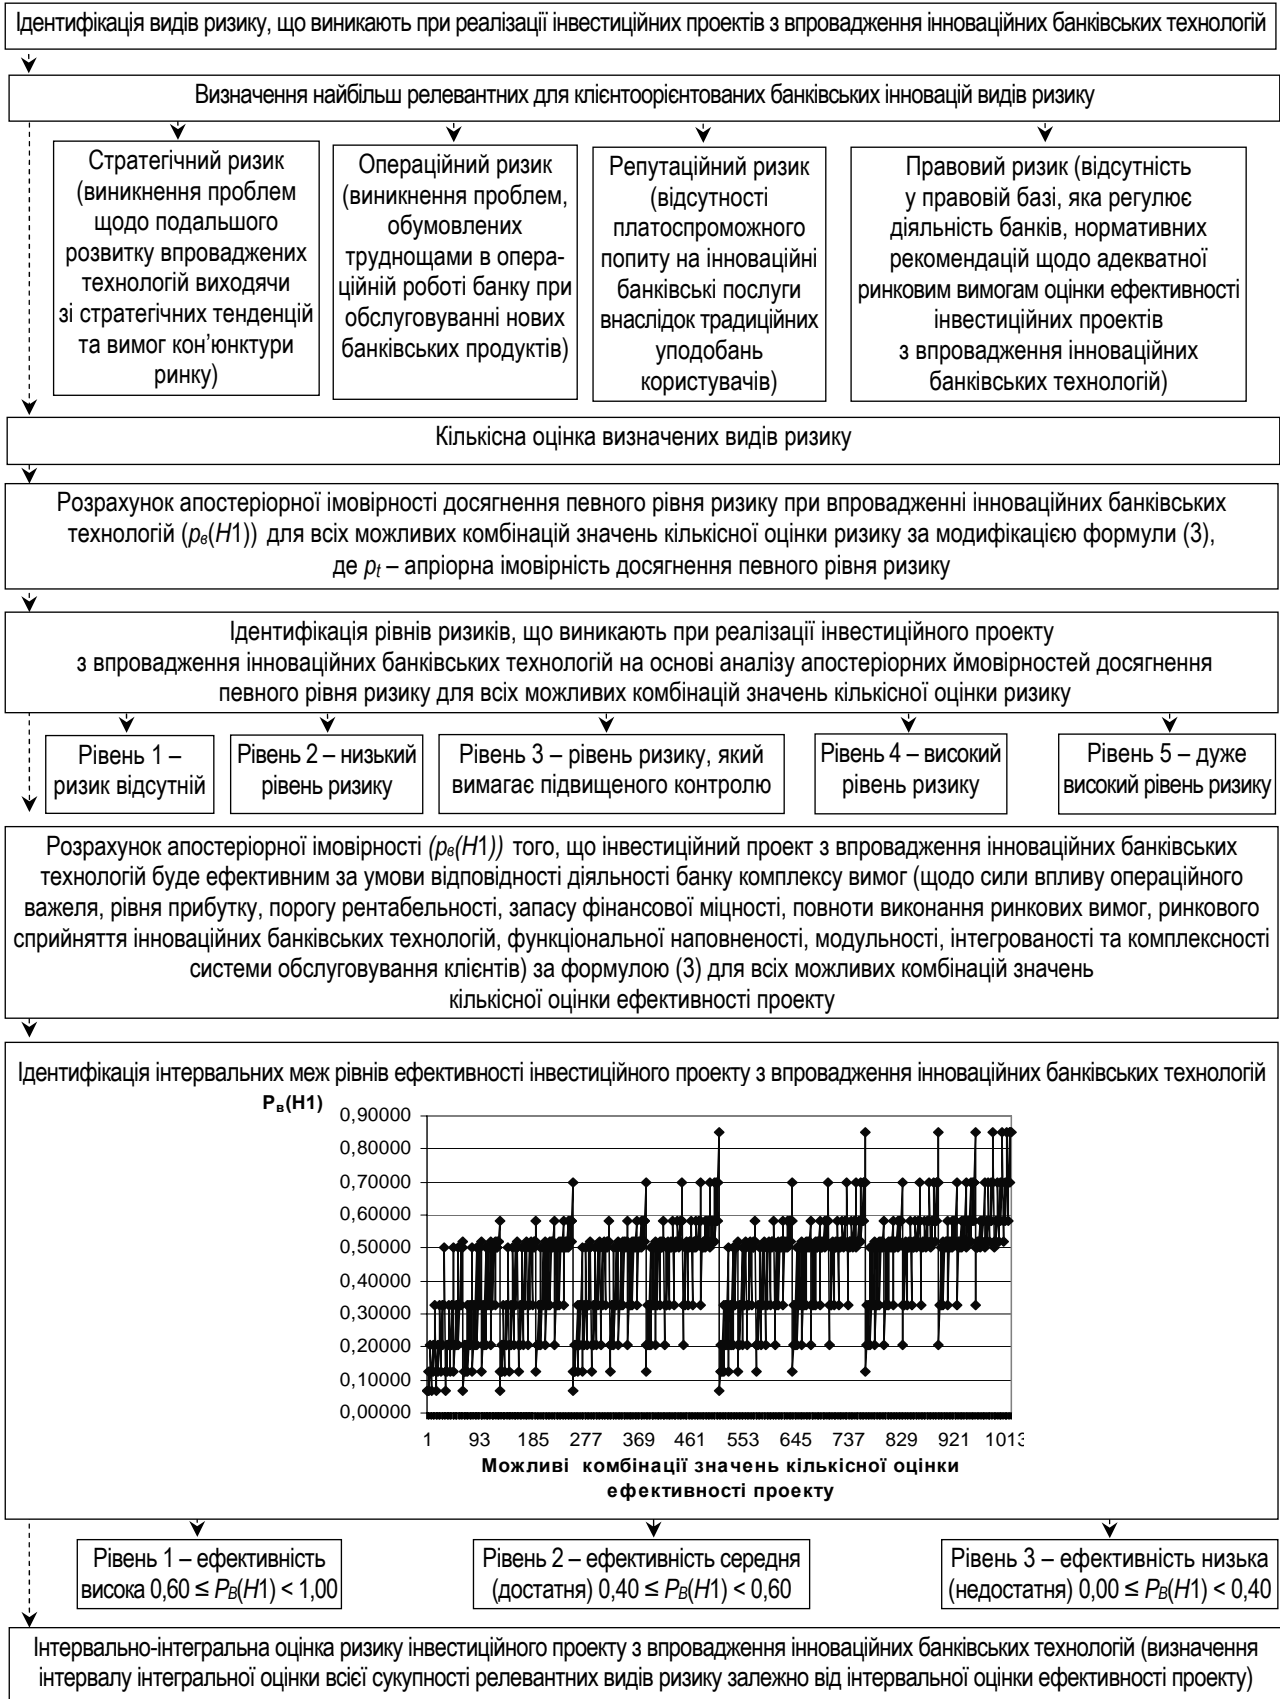 Ідентифікація видів ризику, що виникають при реалізації інвестиційних проектів з впровадження інноваційних банківських технологій
Визначення найбільш релевантних для клієнтоорієнтованих банківських інновацій видів ризику
Стратегічний ризик
(виникнення проблем
щодо подальшого
розвитку впроваджених
технологій виходячи
зі стратегічних тенденцій
та вимог кон’юнктури
ринку)
Операційний ризик
(виникнення проблем,
обумовлених
труднощами в опера-
ційній роботі банку при
обслуговуванні нових
банківських продуктів)
Репутаційний ризик
(відсутності
платоспроможного
попиту на інноваційні
банківські послуги
внаслідок традиційних
уподобань
користувачів)
Правовий ризик (відсутність
у правовій базі, яка регулює
діяльність банків, нормативних
рекомендацій щодо адекватної
ринковим вимогам оцінки ефективності
інвестиційних проектів
з впровадження інноваційних
банківських технологій)
Кількісна оцінка визначених видів ризику
Розрахунок апостеріорної імовірності досягнення певного рівня ризику при впровадженні інноваційних банківських
технологій (pв(H1)) для всіх можливих комбінацій значень кількісної оцінки ризику за модифікацією формули (3),
де pt – апріорна імовірність досягнення певного рівня ризику
Ідентифікація рівнів ризиків, що виникають при реалізації інвестиційного проекту
з впровадження інноваційних банківських технологій на основі аналізу апостеріорних ймовірностей досягнення
певного рівня ризику для всіх можливих комбінацій значень кількісної оцінки ризику
Рівень 1 –
ризик відсутній
Рівень 2 – низький
рівень ризику
Рівень 3 – рівень ризику, який
вимагає підвищеного контролю
Рівень 4 – високий
рівень ризику
Рівень 5 – дуже
високий рівень ризику
Розрахунок апостеріорної імовірності (pв(H1)) того, що інвестиційний проект з впровадження інноваційних банківських
технологій буде ефективним за умови відповідності діяльності банку комплексу вимог (щодо сили впливу операційного
важеля, рівня прибутку, порогу рентабельності, запасу фінансової міцності, повноти виконання ринкових вимог, ринкового
сприйняття інноваційних банківських технологій, функціональної наповненості, модульності, інтегрованості та комплексності
системи обслуговування клієнтів) за формулою (3) для всіх можливих комбінацій значень
кількісної оцінки ефективності проекту
Ідентифікація інтервальних меж рівнів ефективності інвестиційного проекту з впровадження інноваційних банківських технологій
Pв(H1)
0,90000
0,80000
0,70000
0,60000
0,50000
0,40000
0,30000
0,20000
0,10000
0,00000
1 93 185 277 369 461 553 645 737 829 921 1013
Можливі комбінації значень кількісної оцінки
ефективності проекту
Рівень 1 – ефективність
висока 0,60 ≤ PB(H1) < 1,00
Рівень 2 – ефективність середня
(достатня) 0,40 ≤ PB(H1) < 0,60
Рівень 3 – ефективність низька
(недостатня) 0,00 ≤ PB(H1) < 0,40
Інтервально-інтегральна оцінка ризику інвестиційного проекту з впровадження інноваційних банківських технологій (визначення
інтервалу інтегральної оцінки всієї сукупності релевантних видів ризику залежно від інтервальної оцінки ефективності проекту)